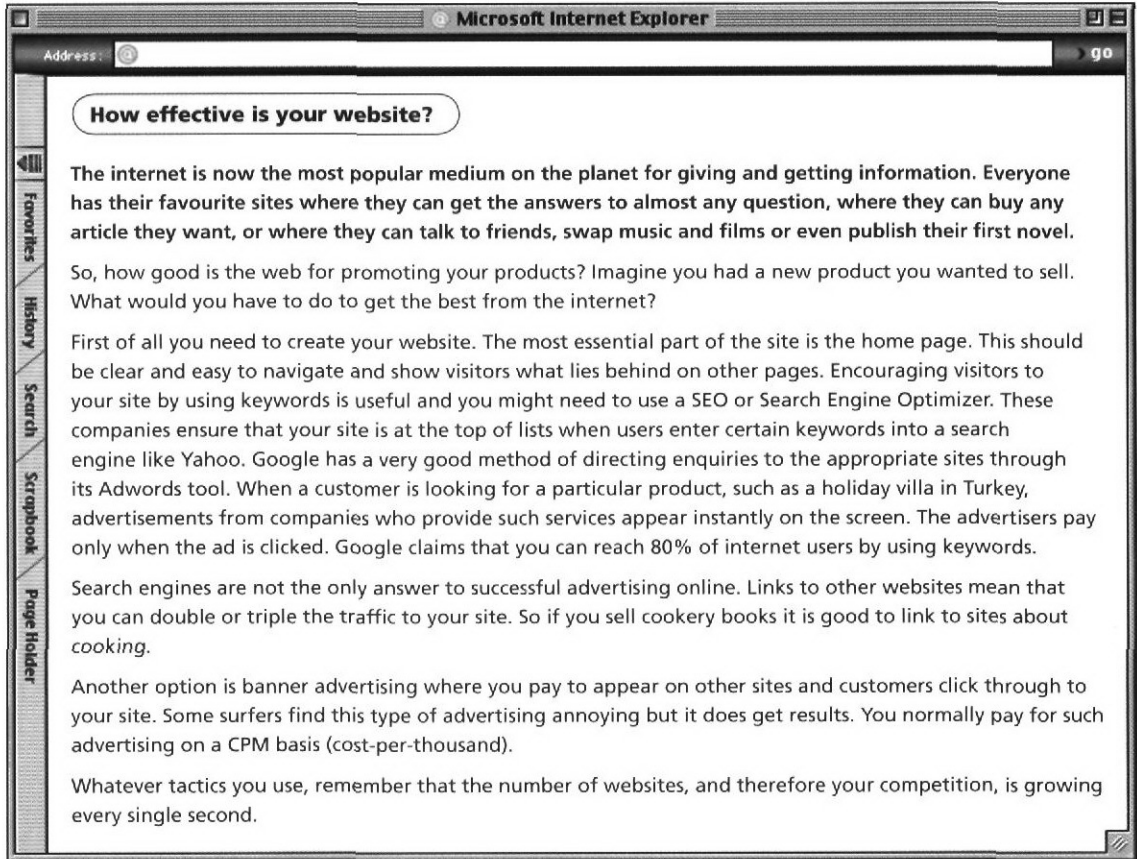 Microsoft Internet Explorer
Address: @
go
Favorites
History
Search
Scrapbook
Page Holder
How effective is your website?
The internet is now the most popular medium on the planet for giving and getting information. Everyone
has their favourite sites where they can get the answers to almost any question, where they can buy any
article they want, or where they can talk to friends, swap music and films or even publish their first novel.
So, how good is the web for promoting your products? Imagine you had a new product you wanted to sell.
What would you have to do to get the best from the internet?
First of all you need to create your website. The most essential part of the site is the home page. This should
be clear and easy to navigate and show visitors what lies behind on other pages. Encouraging visitors to
your site by using keywords is useful and you might need to use a SEO or Search Engine Optimizer. These
companies ensure that your site is at the top of lists when users enter certain keywords into a search
engine like Yahoo. Google has a very good method of directing enquiries to the appropriate sites through
its Adwords tool. When a customer is looking for a particular product, such as a holiday villa in Turkey,
advertisements from companies who provide such services appear instantly on the screen. The advertisers pay
only when the ad is clicked. Google claims that you can reach 80% of internet users by using keywords.
Search engines are not the only answer to successful advertising online. Links to other websites mean that
you can double or triple the traffic to your site. So if you sell cookery books it is good to link to sites about
cooking.
Another option is banner advertising where you pay to appear on other sites and customers click through to
your site. Some surfers find this type of advertising annoying but it does get results. You normally pay for such
advertising on a CPM basis (cost-per-thousand).
Whatever tactics you use, remember that the number of websites, and therefore your competition, is growing
every single second.